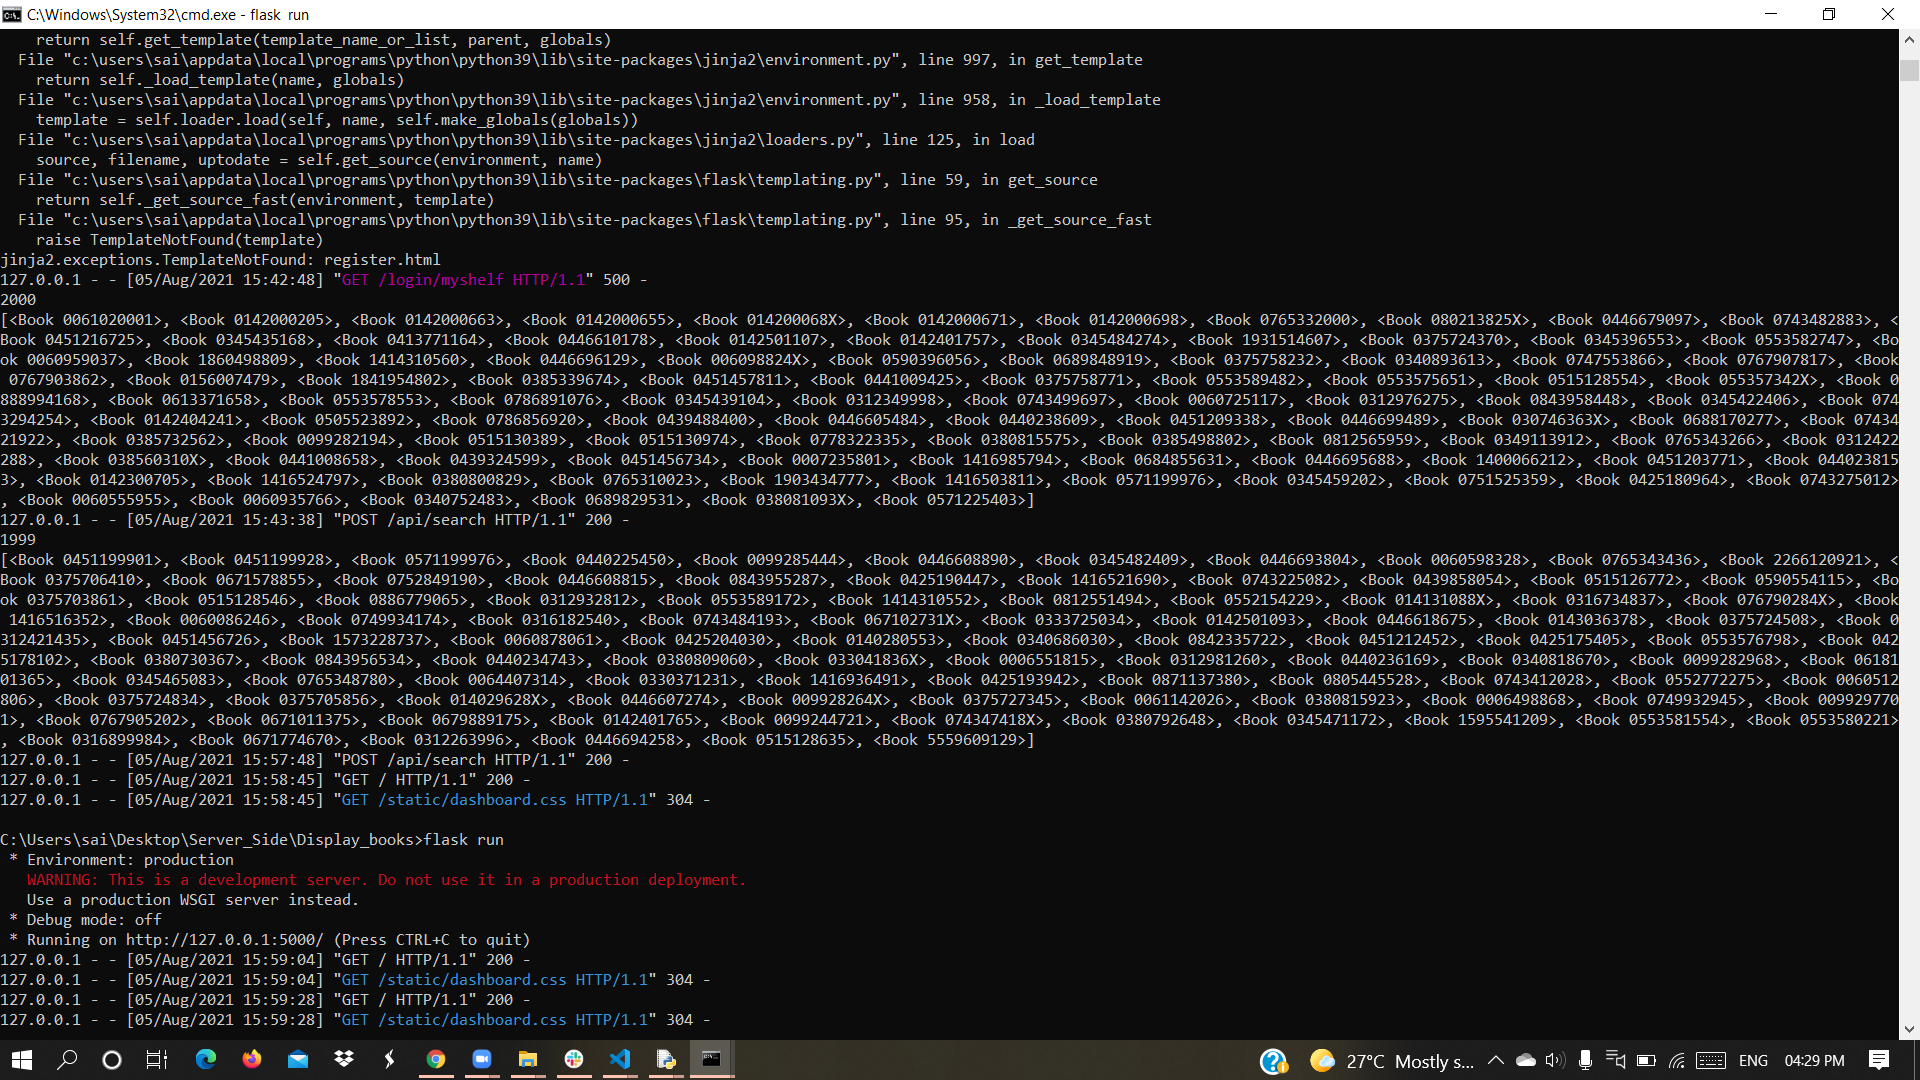 C:\Windows\System32\cmd.exe - flask  run
    return self.get_template(template_name_or_list, parent, globals)
  File "c:\users\sai\appdata\local\programs\python\python39\lib\site-packages\jinja2\environment.py", line 997, in get_template
    return self._load_template(name, globals)
  File "c:\users\sai\appdata\local\programs\python\python39\lib\site-packages\jinja2\environment.py", line 958, in _load_template
    template = self.loader.load(self, name, self.make_globals(globals))
  File "c:\users\sai\appdata\local\programs\python\python39\lib\site-packages\jinja2\loaders.py", line 125, in load
    source, filename, uptodate = self.get_source(environment, name)
  File "c:\users\sai\appdata\local\programs\python\python39\lib\site-packages\flask\templating.py", line 59, in get_source
    return self._get_source_fast(environment, template)
  File "c:\users\sai\appdata\local\programs\python\python39\lib\site-packages\flask\templating.py", line 95, in _get_source_fast
    raise TemplateNotFound(template)
jinja2.exceptions.TemplateNotFound: register.html
127.0.0.1 - - [05/Aug/2021 15:42:48] "GET /login/myshelf HTTP/1.1" 500 -
2000
[<Book 0061020001>, <Book 0142000205>, <Book 0142000663>, <Book 0142000655>, <Book 014200068X>, <Book 0142000671>, <Book 0142000698>, <Book 0765332000>, <Book 080213825X>, <Book 0446679097>, <Book 0743482883>, <
Book 0451216725>, <Book 0345435168>, <Book 0413771164>, <Book 0446610178>, <Book 0142501107>, <Book 0142401757>, <Book 0345484274>, <Book 1931514607>, <Book 0375724370>, <Book 0345396553>, <Book 0553582747>, <Bo
ok 0060959037>, <Book 1860498809>, <Book 1414310560>, <Book 0446696129>, <Book 006098824X>, <Book 0590396056>, <Book 0689848919>, <Book 0375758232>, <Book 0340893613>, <Book 0747553866>, <Book 0767907817>, <Book
 0767903862>, <Book 0156007479>, <Book 1841954802>, <Book 0385339674>, <Book 0451457811>, <Book 0441009425>, <Book 0375758771>, <Book 0553589482>, <Book 0553575651>, <Book 0515128554>, <Book 055357342X>, <Book 0
888994168>, <Book 0613371658>, <Book 0553578553>, <Book 0786891076>, <Book 0345439104>, <Book 0312349998>, <Book 0743499697>, <Book 0060725117>, <Book 0312976275>, <Book 0843958448>, <Book 0345422406>, <Book 074
3294254>, <Book 0142404241>, <Book 0505523892>, <Book 0786856920>, <Book 0439488400>, <Book 0446605484>, <Book 0440238609>, <Book 0451209338>, <Book 0446699489>, <Book 030746363X>, <Book 0688170277>, <Book 07434
21922>, <Book 0385732562>, <Book 0099282194>, <Book 0515130389>, <Book 0515130974>, <Book 0778322335>, <Book 0380815575>, <Book 0385498802>, <Book 0812565959>, <Book 0349113912>, <Book 0765343266>, <Book 0312422
288>, <Book 038560310X>, <Book 0441008658>, <Book 0439324599>, <Book 0451456734>, <Book 0007235801>, <Book 1416985794>, <Book 0684855631>, <Book 0446695688>, <Book 1400066212>, <Book 0451203771>, <Book 044023815
3>, <Book 0142300705>, <Book 1416524797>, <Book 0380800829>, <Book 0765310023>, <Book 1903434777>, <Book 1416503811>, <Book 0571199976>, <Book 0345459202>, <Book 0751525359>, <Book 0425180964>, <Book 0743275012>
, <Book 0060555955>, <Book 0060935766>, <Book 0340752483>, <Book 0689829531>, <Book 038081093X>, <Book 0571225403>]
127.0.0.1 - - [05/Aug/2021 15:43:38] "POST /api/search HTTP/1.1" 200 -
1999
[<Book 0451199901>, <Book 0451199928>, <Book 0571199976>, <Book 0440225450>, <Book 0099285444>, <Book 0446608890>, <Book 0345482409>, <Book 0446693804>, <Book 0060598328>, <Book 0765343436>, <Book 2266120921>, <
Book 0375706410>, <Book 0671578855>, <Book 0752849190>, <Book 0446608815>, <Book 0843955287>, <Book 0425190447>, <Book 1416521690>, <Book 0743225082>, <Book 0439858054>, <Book 0515126772>, <Book 0590554115>, <Bo
ok 0375703861>, <Book 0515128546>, <Book 0886779065>, <Book 0312932812>, <Book 0553589172>, <Book 1414310552>, <Book 0812551494>, <Book 0552154229>, <Book 014131088X>, <Book 0316734837>, <Book 076790284X>, <Book
 1416516352>, <Book 0060086246>, <Book 0749934174>, <Book 0316182540>, <Book 0743484193>, <Book 067102731X>, <Book 0333725034>, <Book 0142501093>, <Book 0446618675>, <Book 0143036378>, <Book 0375724508>, <Book 0
312421435>, <Book 0451456726>, <Book 1573228737>, <Book 0060878061>, <Book 0425204030>, <Book 0140280553>, <Book 0340686030>, <Book 0842335722>, <Book 0451212452>, <Book 0425175405>, <Book 0553576798>, <Book 042
5178102>, <Book 0380730367>, <Book 0843956534>, <Book 0440234743>, <Book 0380809060>, <Book 033041836X>, <Book 0006551815>, <Book 0312981260>, <Book 0440236169>, <Book 0340818670>, <Book 0099282968>, <Book 06181
01365>, <Book 0345465083>, <Book 0765348780>, <Book 0064407314>, <Book 0330371231>, <Book 1416936491>, <Book 0425193942>, <Book 0871137380>, <Book 0805445528>, <Book 0743412028>, <Book 0552772275>, <Book 0060512
806>, <Book 0375724834>, <Book 0375705856>, <Book 014029628X>, <Book 0446607274>, <Book 009928264X>, <Book 0375727345>, <Book 0061142026>, <Book 0380815923>, <Book 0006498868>, <Book 0749932945>, <Book 009929770
1>, <Book 0767905202>, <Book 0671011375>, <Book 0679889175>, <Book 0142401765>, <Book 0099244721>, <Book 074347418X>, <Book 0380792648>, <Book 0345471172>, <Book 1595541209>, <Book 0553581554>, <Book 0553580221>
, <Book 0316899984>, <Book 0671774670>, <Book 0312263996>, <Book 0446694258>, <Book 0515128635>, <Book 5559609129>]
127.0.0.1 - - [05/Aug/2021 15:57:48] "POST /api/search HTTP/1.1" 200 -
127.0.0.1 - - [05/Aug/2021 15:58:45] "GET / HTTP/1.1" 200 -
127.0.0.1 - - [05/Aug/2021 15:58:45] "GET /static/dashboard.css HTTP/1.1" 304 -
C:\Users\sai\Desktop\Server_Side\Display_books>flask run
 * Environment: production
   WARNING: This is a development server. Do not use it in a production deployment.
   Use a production WSGI server instead.
 * Debug mode: off
 * Running on http://127.0.0.1:5000/ (Press CTRL+C to quit)
127.0.0.1 - - [05/Aug/2021 15:59:04] "GET / HTTP/1.1" 200 -
127.0.0.1 - - [05/Aug/2021 15:59:04] "GET /static/dashboard.css HTTP/1.1" 304 -
127.0.0.1 - - [05/Aug/2021 15:59:28] "GET / HTTP/1.1" 200 -
127.0.0.1 - - [05/Aug/2021 15:59:28] "GET /static/dashboard.css HTTP/1.1" 304 -
27°C Mostly s... ENG 04:29 PM